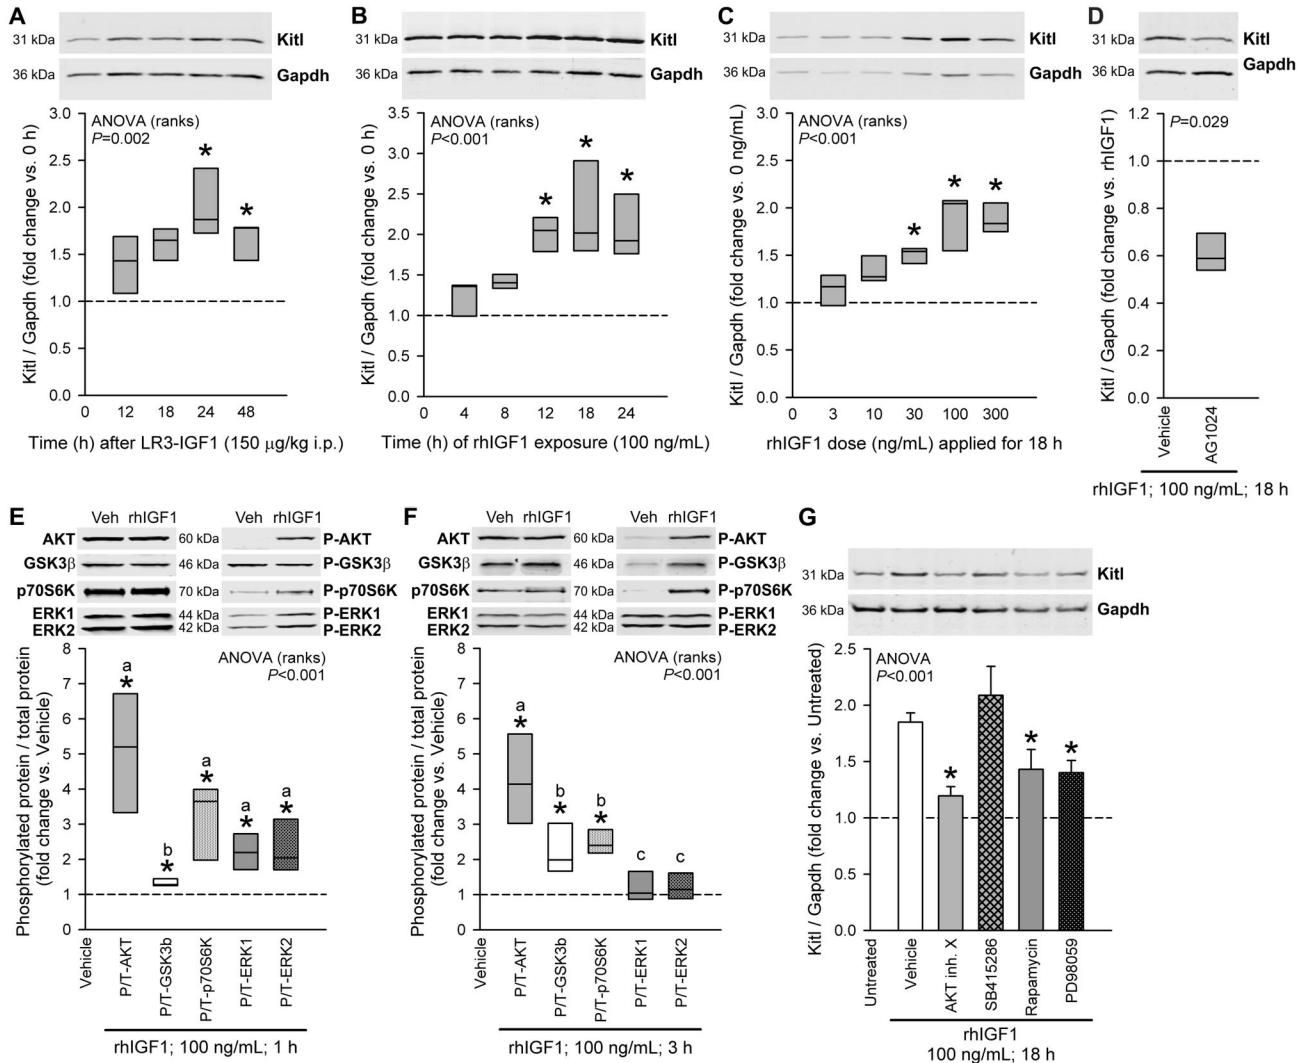 A
31 kDa
Kitl
36 kDa
Gapdh
Kitl / Gapdh (fold change vs. 0 h)
3.0
2.5
2.0
1.5
1.0
0.5
0.0
ANOVA (ranks)
P=0.002
*
*
0 12 18 24 48
Time (h) after LR3-IGF1 (150 μg/kg i.p.)
B
31 kDa
Kitl
36 kDa
Gapdh
Kitl / Gapdh (fold change vs. 0 h)
3.5
3.0
2.5
2.0
1.5
1.0
0.5
0.0
ANOVA (ranks)
P<0.001
*
*
*
0 4 8 12 18 24
Time (h) of rhIGF1 exposure (100 ng/mL)
C
31 kDa
Kitl
36 kDa
Gapdh
Kitl / Gapdh (fold change vs. 0 ng/mL)
3.0
2.5
2.0
1.5
1.0
0.5
0.0
ANOVA (ranks)
P<0.001
*
*
*
0 3 10 30 100 300
rhIGF1 dose (ng/mL) applied for 18 h
D
31 kDa
Kitl
36 kDa
Gapdh
Kitl / Gapdh (fold change vs. rhIGF1)
1.2
1.0
0.8
0.6
0.4
0.2
0.0
P=0.029
Vehicle
AG1024
rhIGF1; 100 ng/mL; 18 h
E
Veh rhIGF1 Veh rhIGF1
AKT 60 kDa P-AKT
GSK3β 46 kDa P-GSK3β
p70S6K 70 kDa P-p70S6K
ERK1 44 kDa P-ERK1
ERK2 42 kDa P-ERK2
Phosphorylated protein / total protein
(fold change vs. Vehicle)
8
7
6
5
4
3
2
1
0
ANOVA (ranks)
P<0.001
a
*
b
*
a
*
a
*
a
*
Vehicle
P/T-AKT
P/T-GSK3b
P/T-p70S6K
P/T-ERK1
P/T-ERK2
rhIGF1; 100 ng/mL; 1 h
F
Veh rhIGF1 Veh rhIGF1
AKT 60 kDa P-AKT
GSK3β 46 kDa P-GSK3β
p70S6K 70 kDa P-p70S6K
ERK1 44 kDa P-ERK1
ERK2 42 kDa P-ERK2
Phosphorylated protein / total protein
(fold change vs. Vehicle)
8
7
6
5
4
3
2
1
0
ANOVA (ranks)
P<0.001
a
*
b
*
b
*
c
c
Vehicle
P/T-AKT
P/T-GSK3b
P/T-p70S6K
P/T-ERK1
P/T-ERK2
rhIGF1; 100 ng/mL; 3 h
G
31 kDa
Kitl
36 kDa
Gapdh
Kitl / Gapdh (fold change vs. Untreated)
2.5
2.0
1.5
1.0
0.5
0.0
ANOVA
P<0.001
*
*
*
Untreated
Vehicle
AKT inh. X
SB415286
Rapamycin
PD98059
rhIGF1
100 ng/mL; 18 h